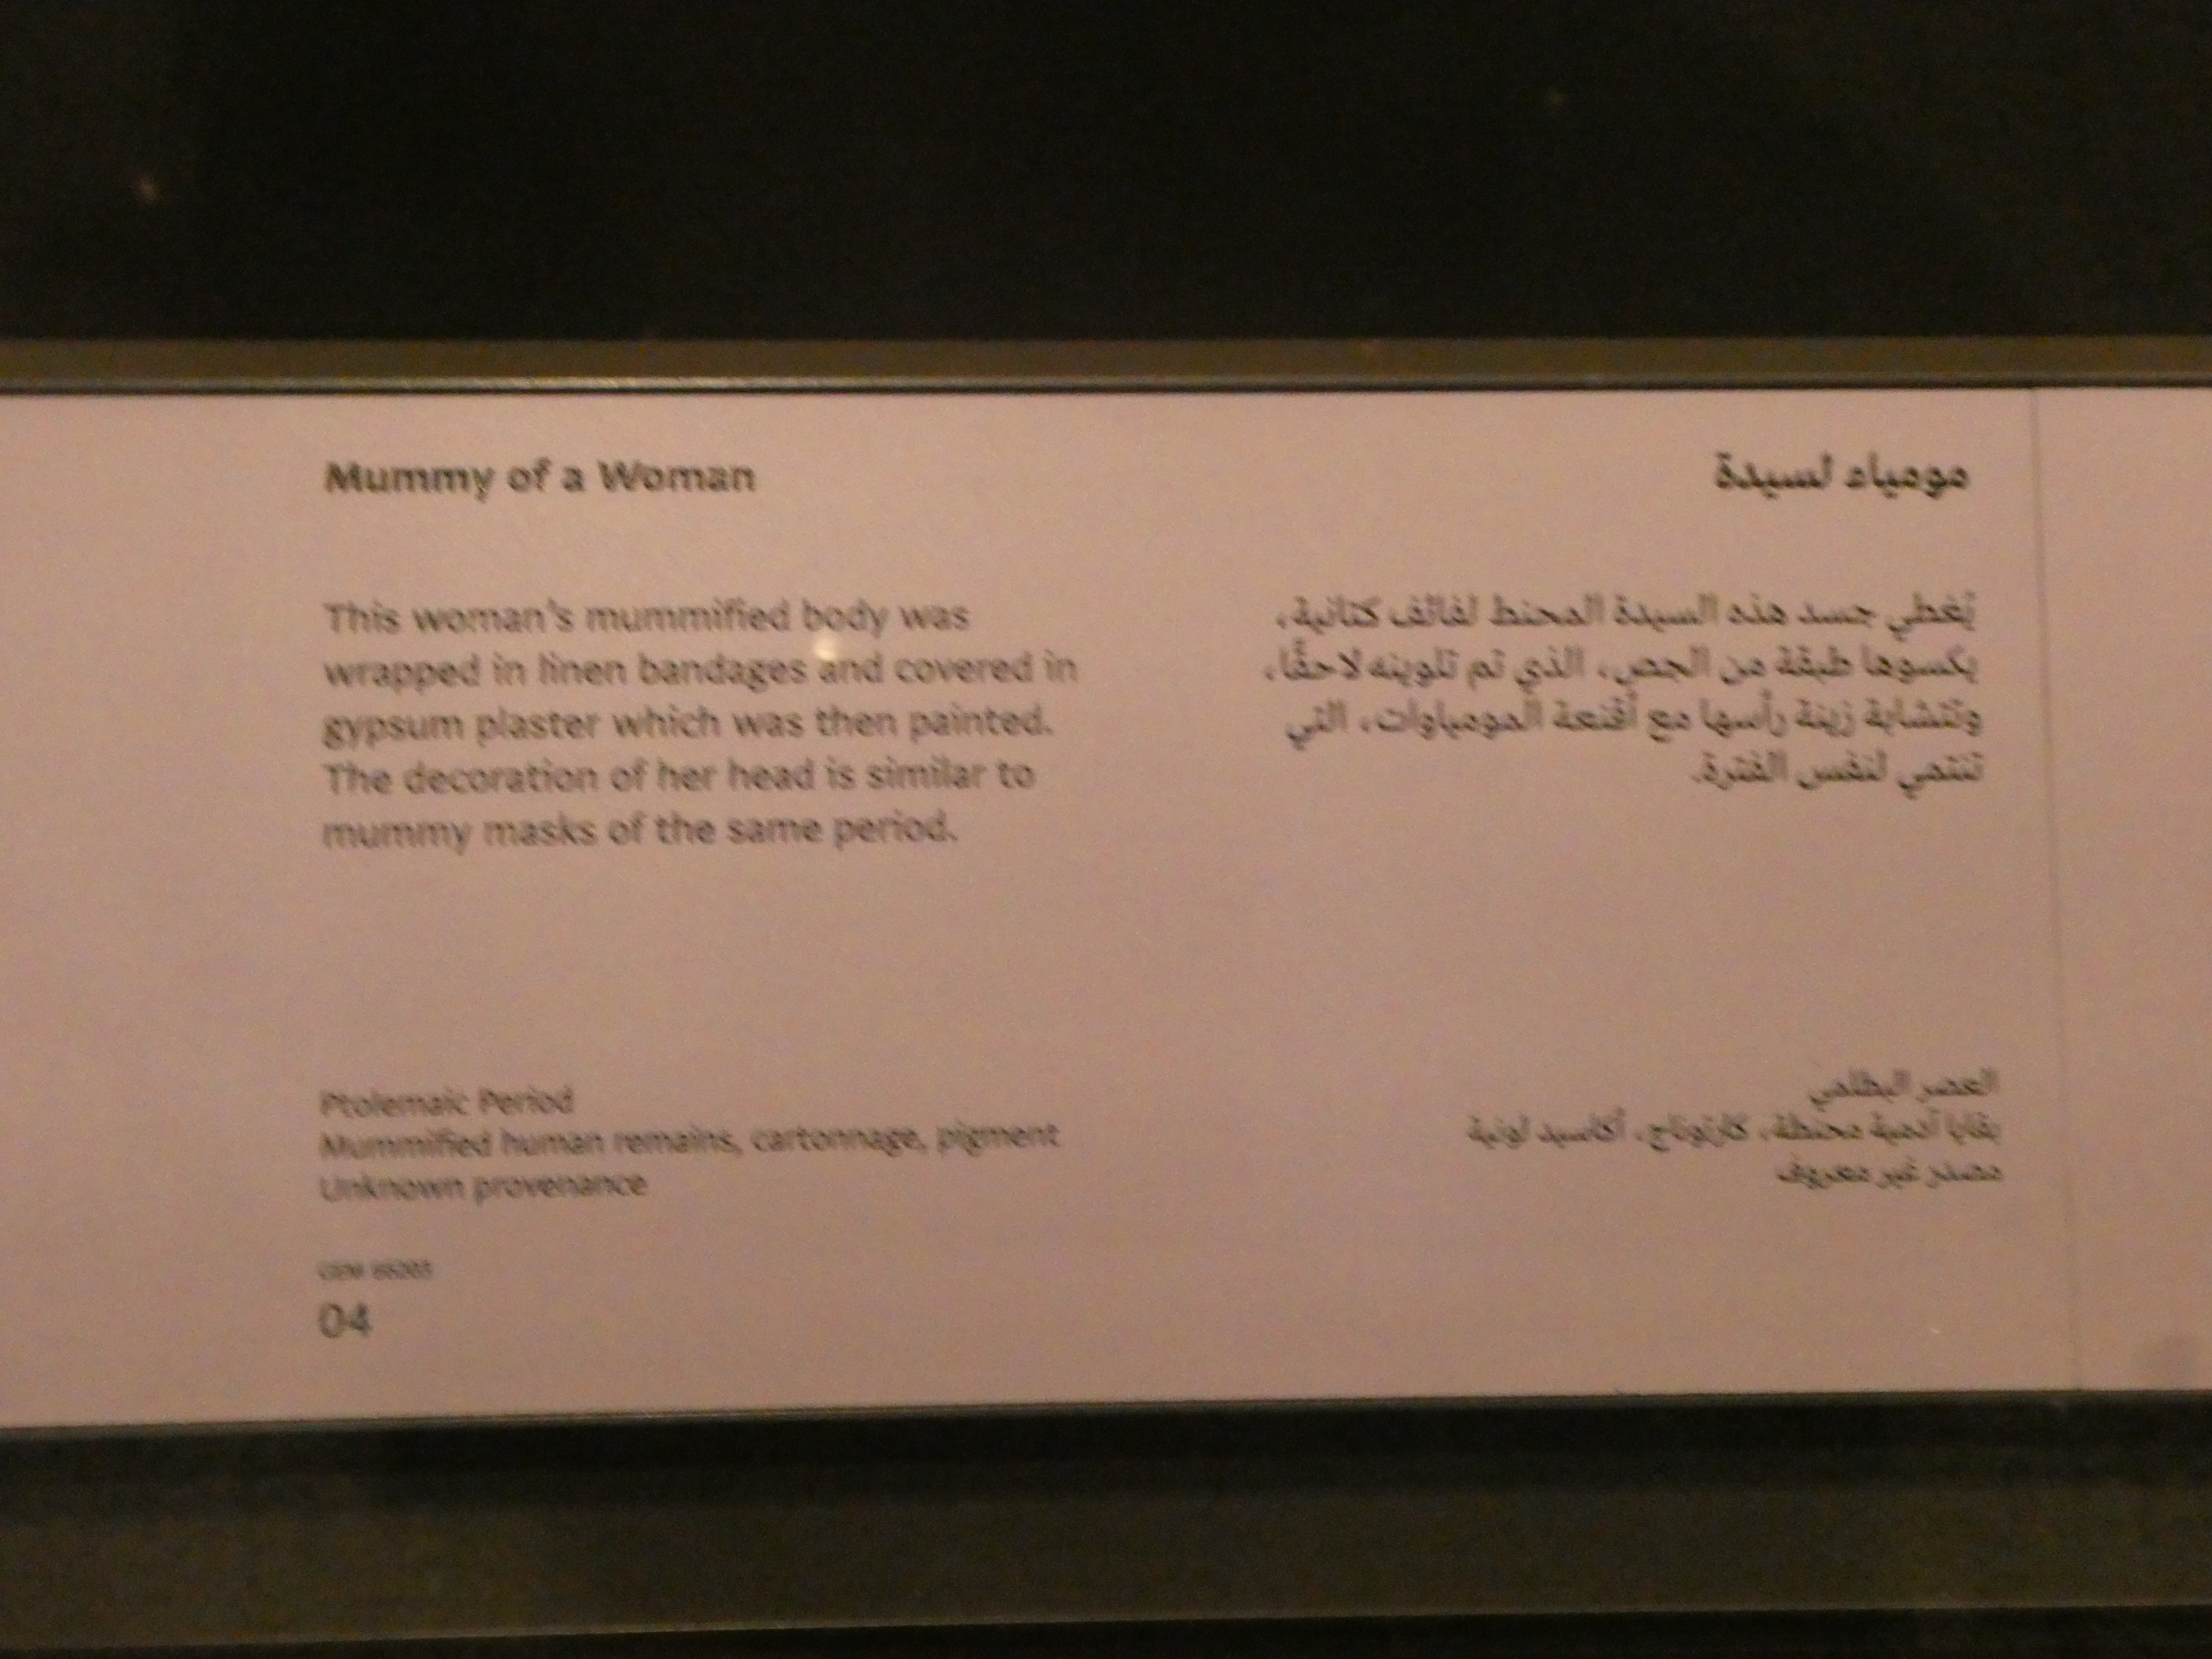 Mummy of a Woman
This woman's mummified body was
wrapped in linen bandages and covered in
gypsum plaster which was then painted.
The decoration of her head is similar to
mummy masks of the same period.
Ptolemaic Period
Mummified human remains, cartonnage, pigment
Unknown provenance
04
مومياء لسيدة
يُغطي جسد هذه السيدة المحنط لفائف كتانية،
يكسوها طبقة من الجص، الذي تم تلوينه لاحقًا،
وتتشابة زينة رأسها مع أقنعة المومياوات، التي
تنتمي لنفس الفترة.
العصر البطلمي
بقايا آدمية محنطة، كارتوناج، أكاسيد لونية
مصدر غير معروف